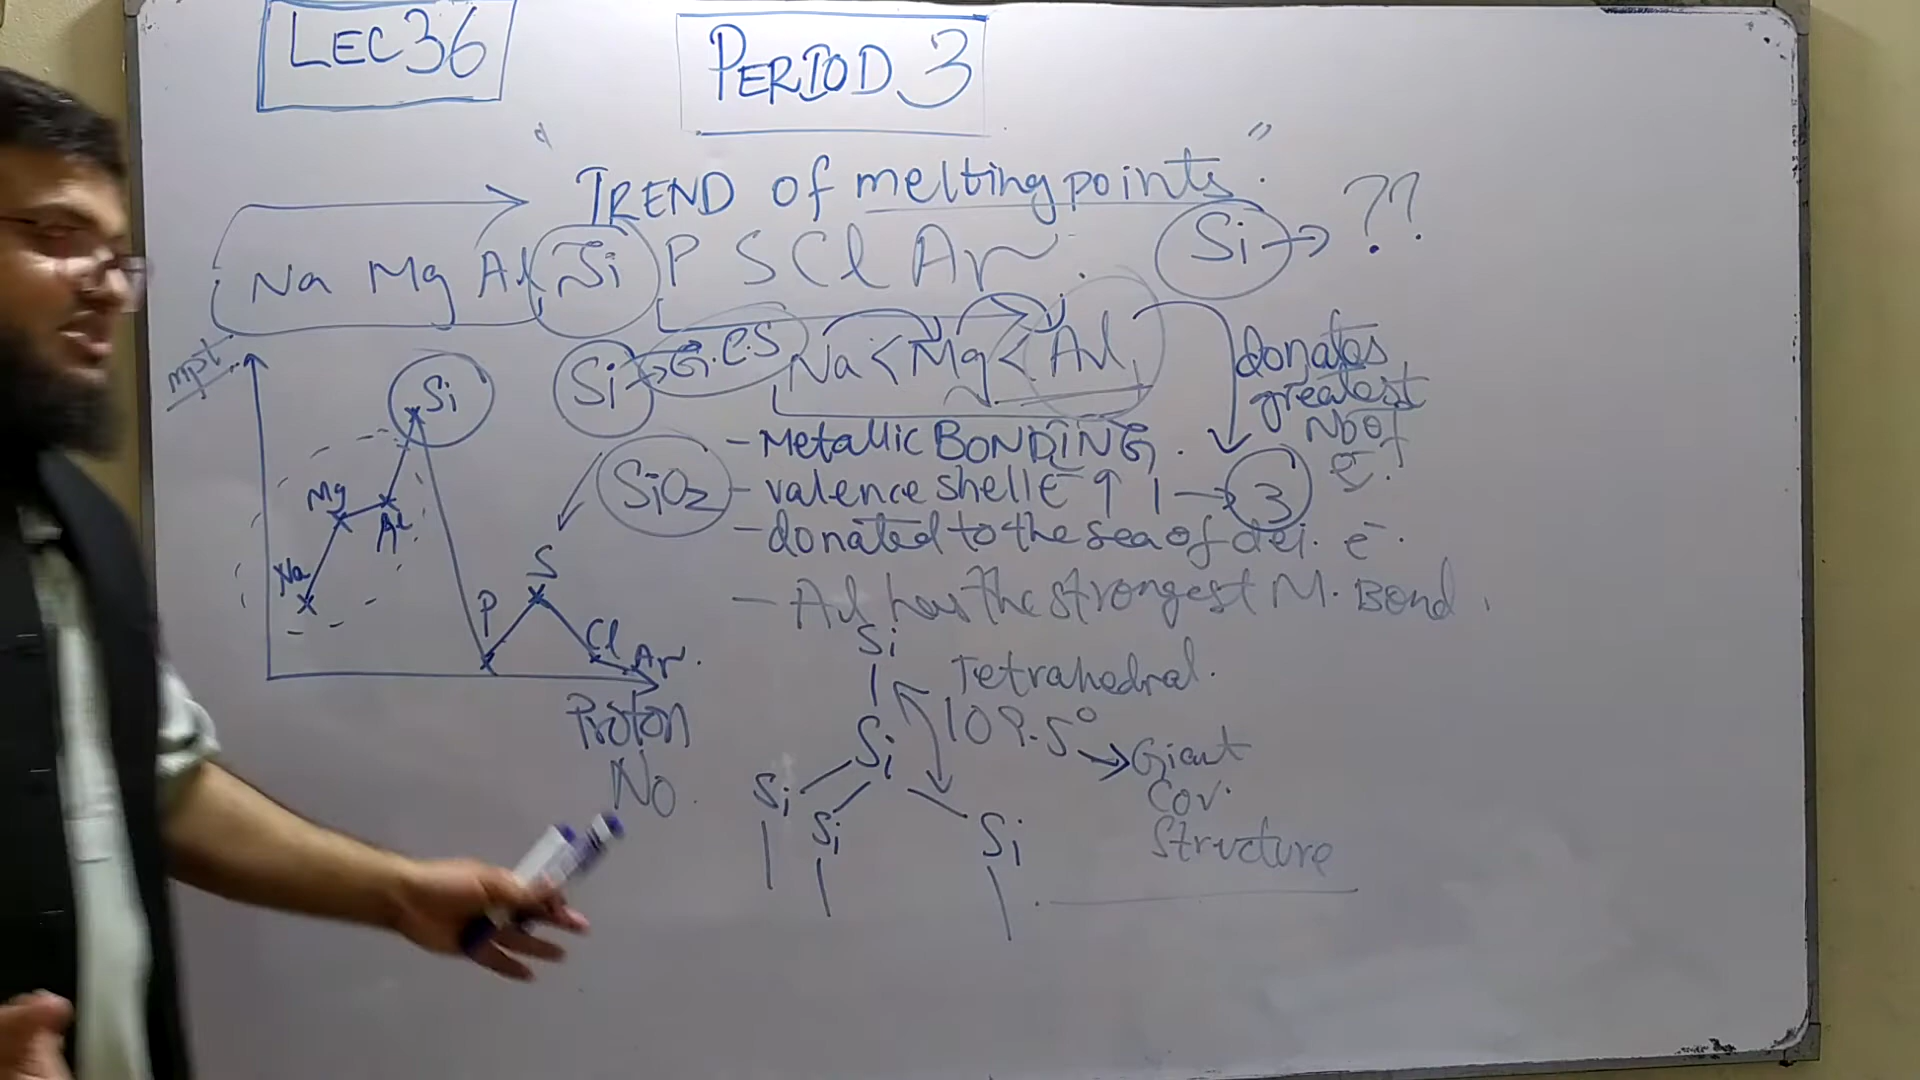 LEC 36
PERIOD 3
"TREND of melting points."
Na Mg Al Si P S Cl Ar.
Si → ??
mpt
Si
Mg
Al
Na
P
S
Cl
Ar.
Proton
No.
Si → G.C.S
SiO2
Na < Mg < Al
donates
greatest
No of
e-.
- Metallic BONDING.
- valence shell e- ↑ 1 → 3
- donated to the sea of del. e-.
- Al has the strongest M. Bond.
Si
Tetrahedral.
Si
109.5°
→ Giant
Cov.
Structure
Si
Si
Si